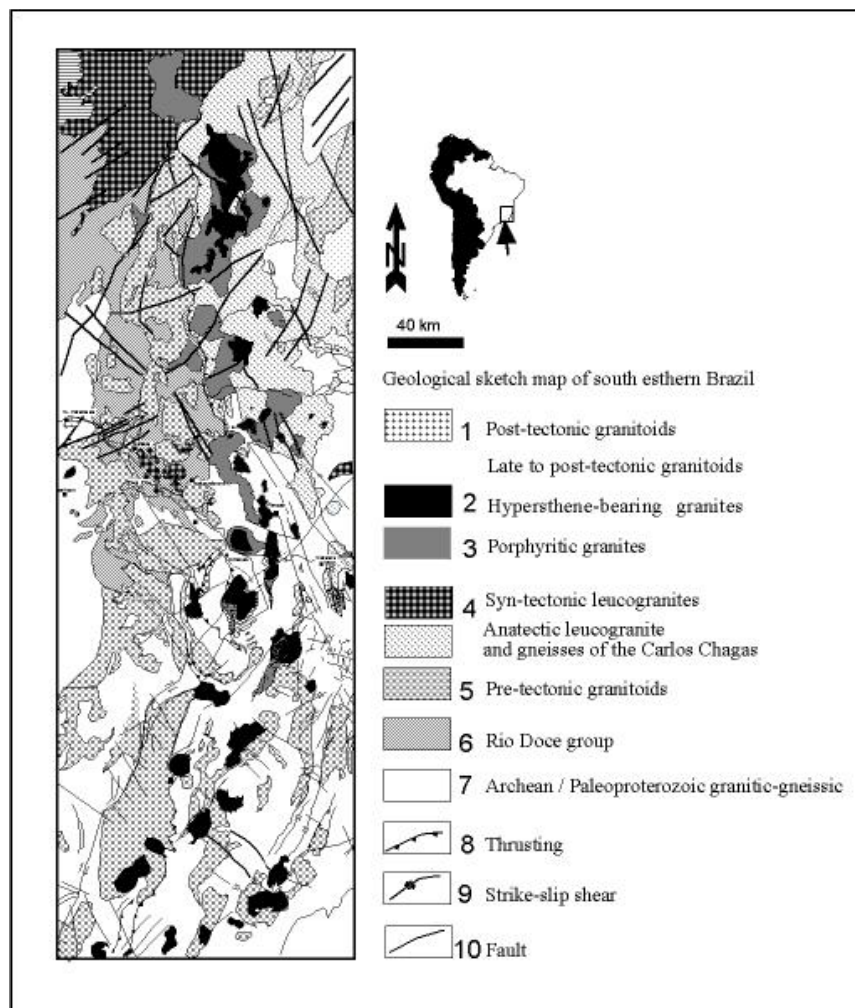 N
40 km
Geological sketch map of south esthern Brazil
1 Post-tectonic granitoids
Late to post-tectonic granitoids
2 Hypersthene-bearing granites
3 Porphyritic granites
4 Syn-tectonic leucogranites
Anatectic leucogranite
and gneisses of the Carlos Chagas
5 Pre-tectonic granitoids
6 Rio Doce group
7 Archean / Paleoproterozoic granitic-gneissic
8 Thrusting
9 Strike-slip shear
10 Fault